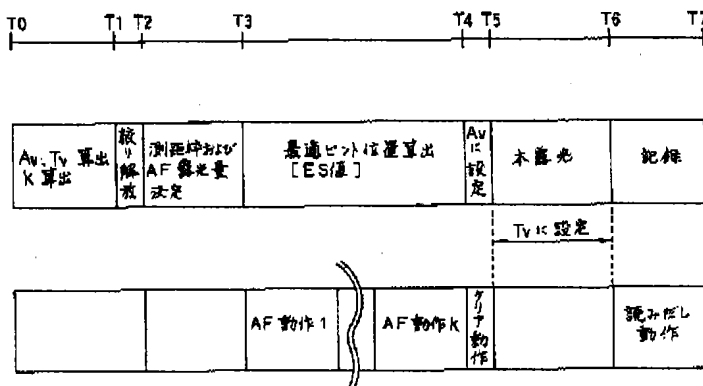 T0 T1 T2 T3 T4 T5 T6 T7
Av、Tv 算出
K 算出
絞り解放
測距枠および
AF 露光量
決定
最適ピント位置算出
[ES値]
Avに設定
本露光
記録
Tvに設定
AF 動作1
AF 動作k
クリア動作
読みだし
動作